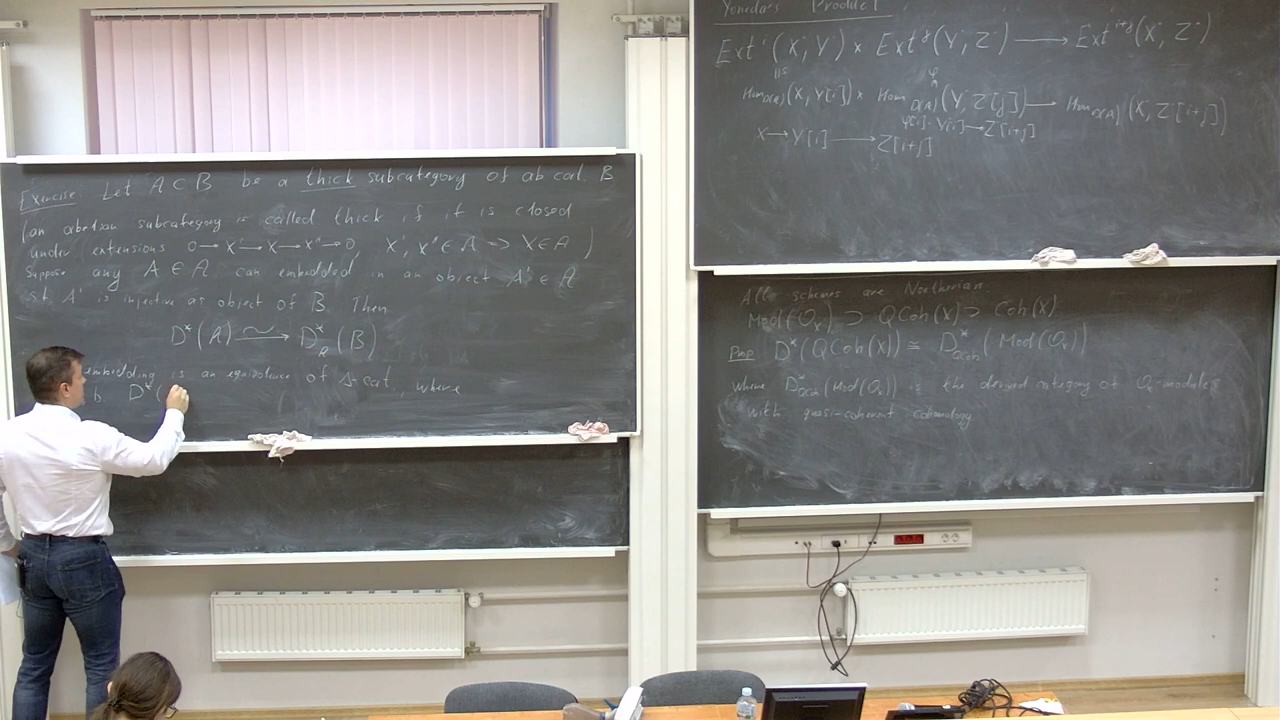 Exercise: Let A ⊂ B be a thick subcategory of ab cat. B
(an abelian subcategory is called thick if it is closed
under extensions 0 → X' → X → X'' → 0, X', X'' ∈ A => X ∈ A)
Suppose any A ∈ A can embedded in an object A' ∈ A
s.t. A' is injective as object of B. Then
D*(A) ⥲ D*_A(B)
embedding is an equivalence of Δ-cat, where
D*(
Yoneda's Product
Ext^i(X, Y) × Ext^j(Y, Z) → Ext^{i+j}(X, Z)
Hom_{D(A)}(X, Y[i]) × Hom_{D(A)}(Y, Z[j]) → Hom_{D(A)}(X, Z[i+j])
φ[i]: Y[i] → Z[i+j]
X → Y[i] → Z[i+j]
All schemes are Noetherian
Mod(O_X) ⊃ QCoh(X) ⊃ Coh(X)
Prop D*(QCoh(X)) ≅ D*_{QCoh}(Mod(O_X))
where D*_{QCoh}(Mod(O_X)) is the derived category of O_X-modules
with quasi-coherent cohomology